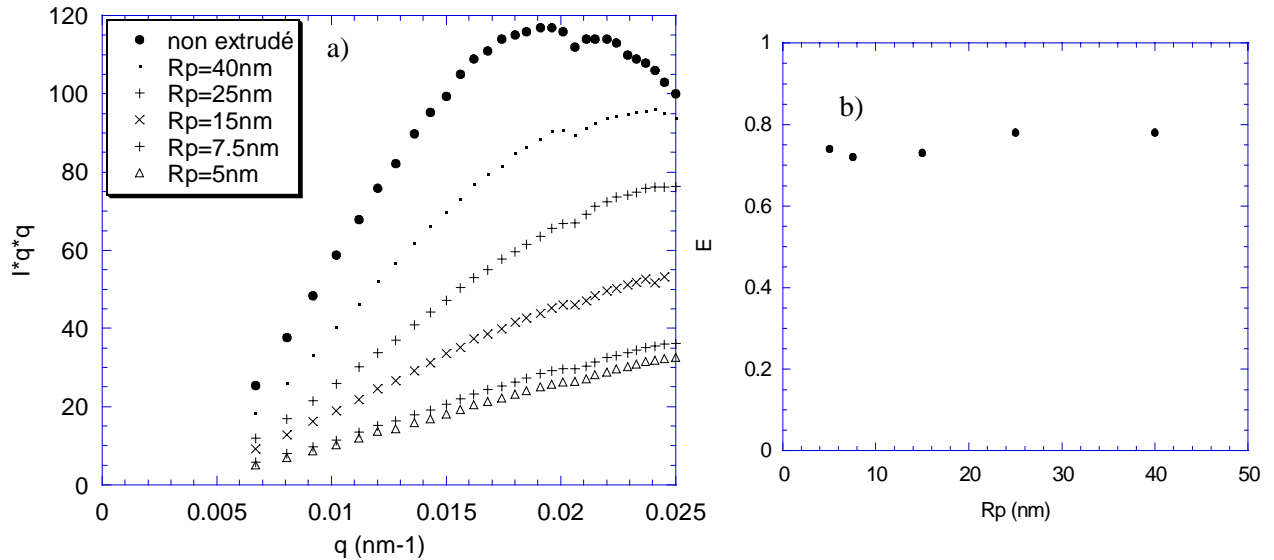 120
100
80
60
40
20
0
I*q*q
non extrudé
Rp=40nm
Rp=25nm
Rp=15nm
Rp=7.5nm
Rp=5nm
a)
0 0.005 0.01 0.015 0.02 0.025
q (nm-1)
1
0.8
0.6
0.4
0.2
0
E
b)
0 10 20 30 40 50
Rp (nm)